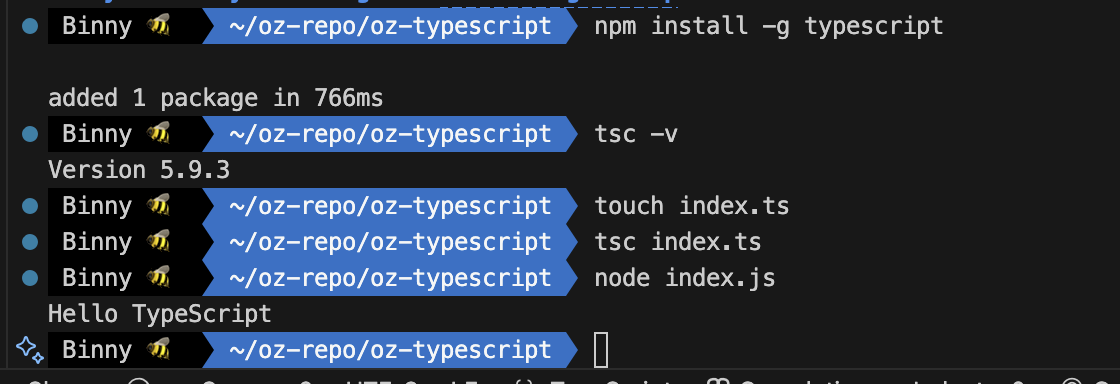 Binny 🐝 ~/oz-repo/oz-typescript npm install -g typescript
added 1 package in 766ms
Binny 🐝 ~/oz-repo/oz-typescript tsc -v
Version 5.9.3
Binny 🐝 ~/oz-repo/oz-typescript touch index.ts
Binny 🐝 ~/oz-repo/oz-typescript tsc index.ts
Binny 🐝 ~/oz-repo/oz-typescript node index.js
Hello TypeScript
Binny 🐝 ~/oz-repo/oz-typescript